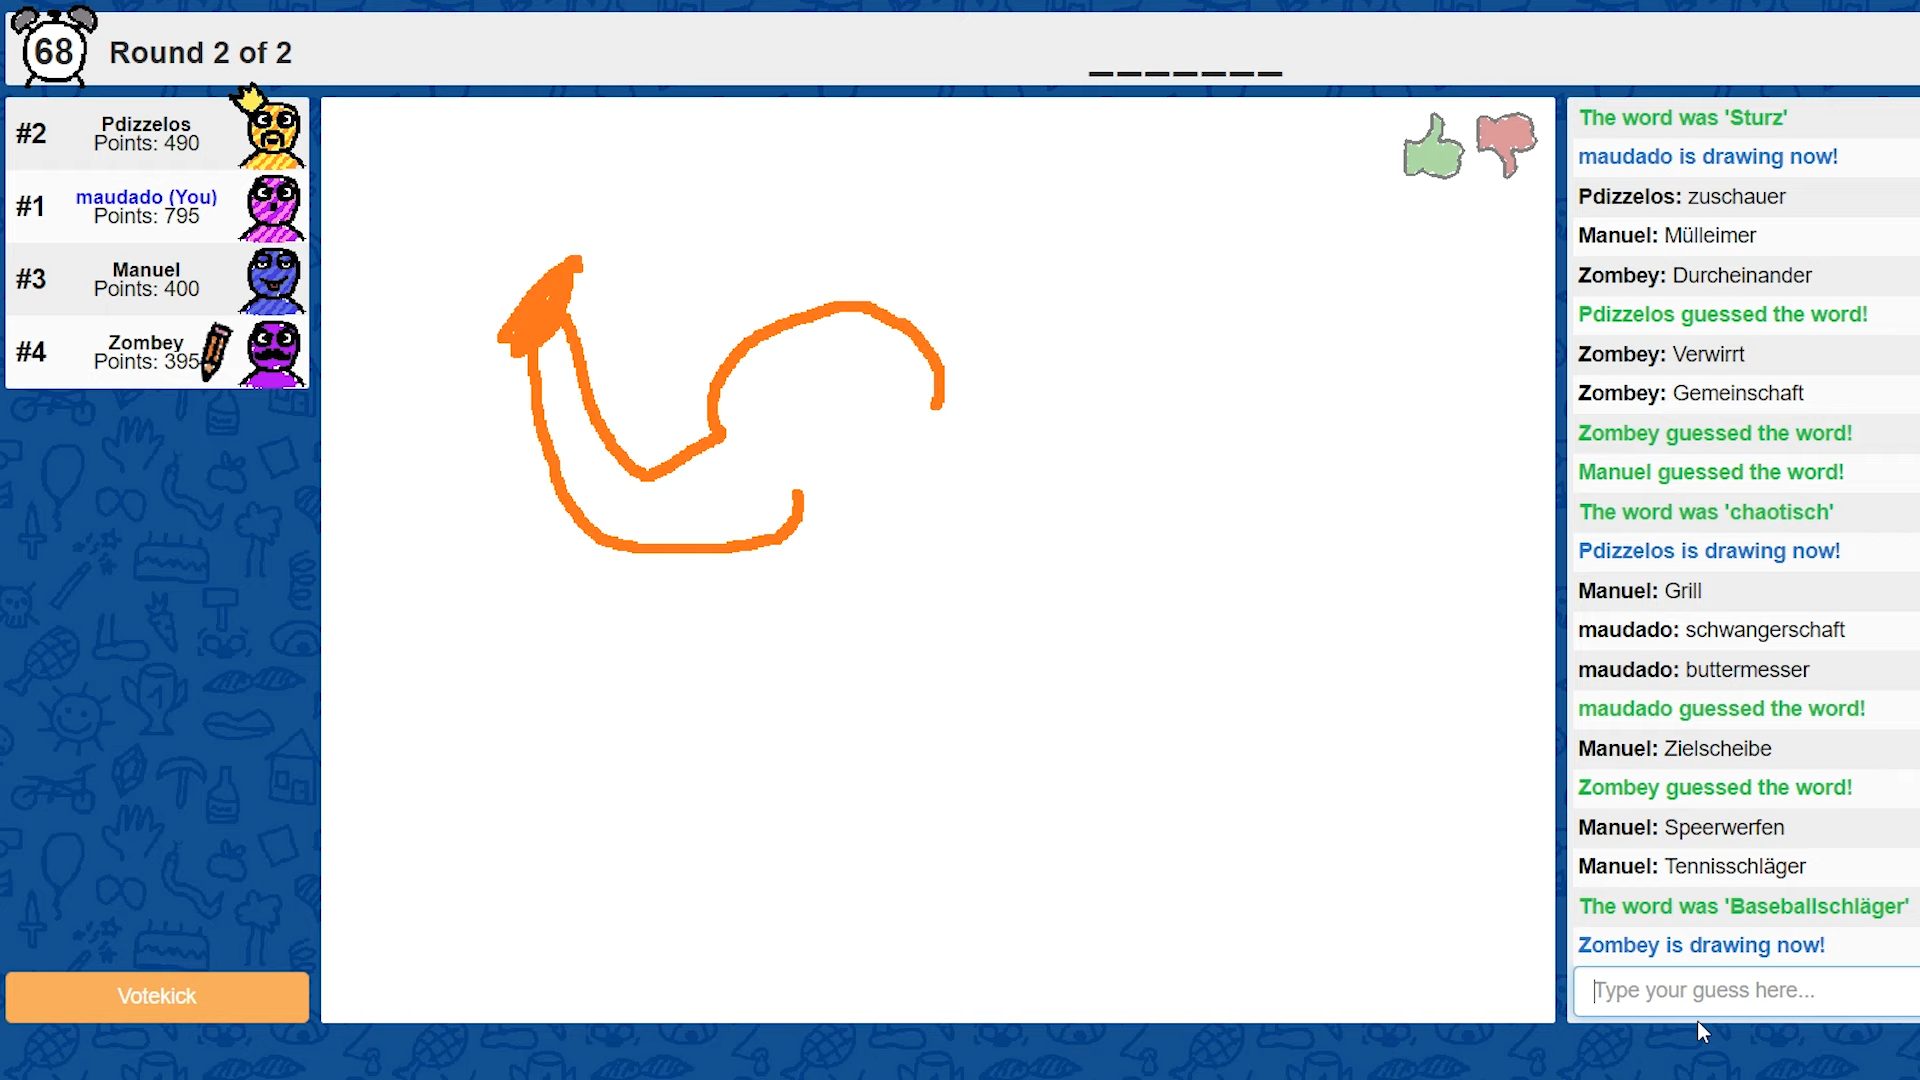 68
Round 2 of 2
_______
#2
Pdizzelos
Points: 490
#1
maudado (You)
Points: 795
#3
Manuel
Points: 400
#4
Zombey
Points: 395
Votekick
The word was 'Sturz'
maudado is drawing now!
Pdizzelos: zuschauer
Manuel: Mülleimer
Zombey: Durcheinander
Pdizzelos guessed the word!
Zombey: Verwirrt
Zombey: Gemeinschaft
Zombey guessed the word!
Manuel guessed the word!
The word was 'chaotisch'
Pdizzelos is drawing now!
Manuel: Grill
maudado: schwangerschaft
maudado: buttermesser
maudado guessed the word!
Manuel: Zielscheibe
Zombey guessed the word!
Manuel: Speerwerfen
Manuel: Tennisschläger
The word was 'Baseballschläger'
Zombey is drawing now!
Type your guess here...